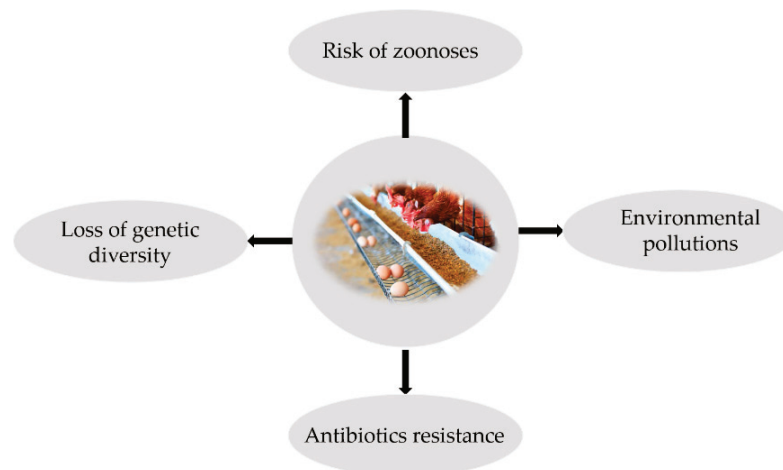 Risk of zoonoses
Loss of genetic
diversity
Environmental
pollutions
Antibiotics resistance